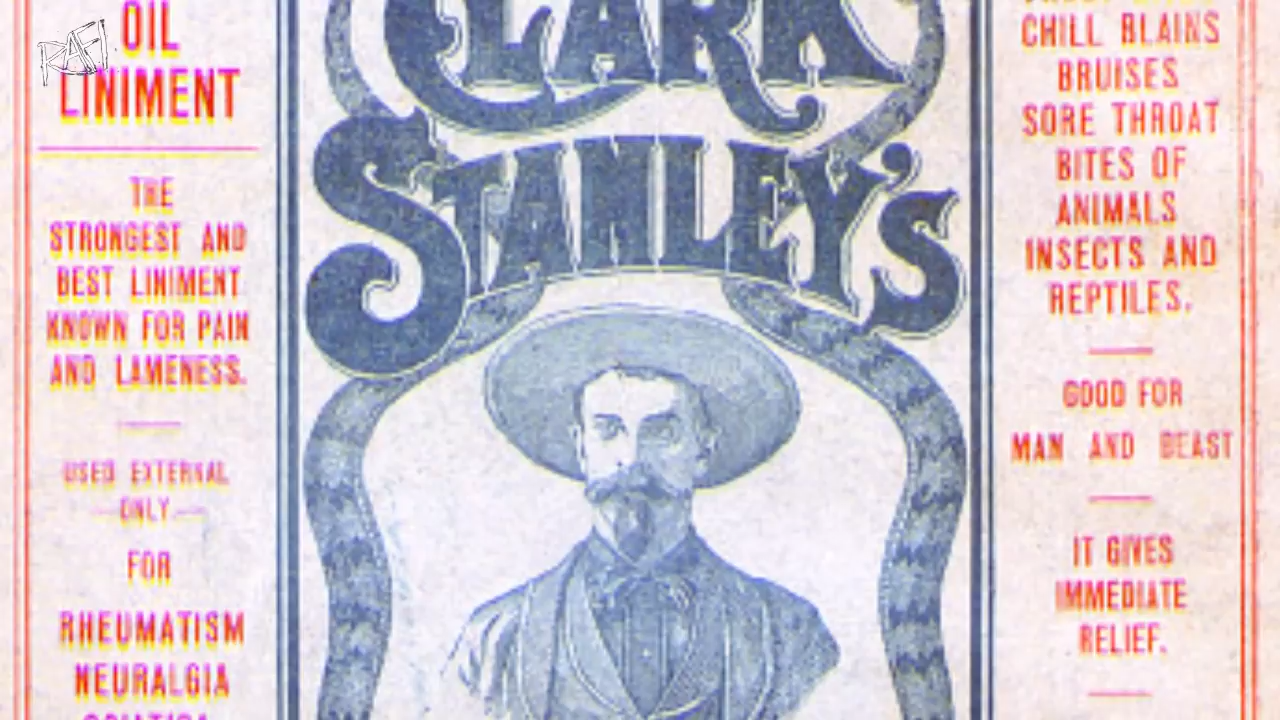 RAFI
OIL
LINIMENT
THE
STRONGEST AND
BEST LINIMENT
KNOWN FOR PAIN
AND LAMENESS.
USED EXTERNAL
ONLY
FOR
RHEUMATISM
NEURALGIA
SCIATICA
CLARK
STANLEY'S
CHILL BLAINS
BRUISES
SORE THROAT
BITES OF
ANIMALS
INSECTS AND
REPTILES.
GOOD FOR
MAN AND BEAST
IT GIVES
IMMEDIATE
RELIEF.